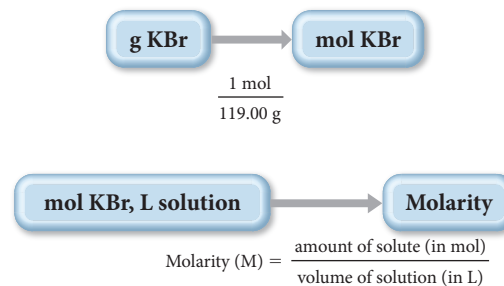 g KBr mol KBr
1 mol
119.00 g
mol KBr, L solution Molarity
Molarity (M) = amount of solute (in mol)
volume of solution (in L)